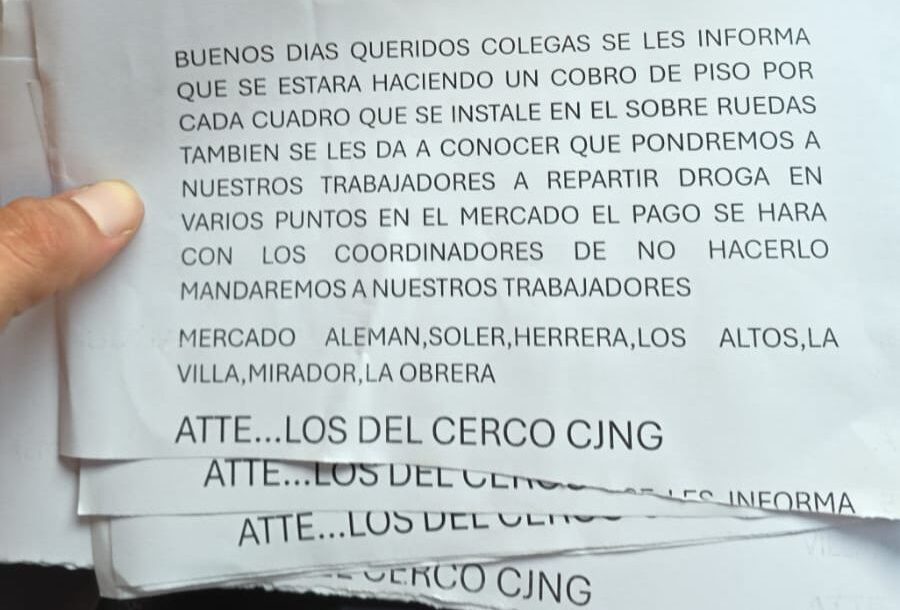 BUENOS DIAS QUERIDOS COLEGAS SE LES INFORMA
QUE SE ESTARA HACIENDO UN COBRO DE PISO POR
CADA CUADRO QUE SE INSTALE EN EL SOBRE RUEDAS
TAMBIEN SE LES DA A CONOCER QUE PONDREMOS A
NUESTROS TRABAJADORES A REPARTIR DROGA EN
VARIOS PUNTOS EN EL MERCADO EL PAGO SE HARA
CON LOS COORDINADORES DE NO HACERLO
MANDAREMOS A NUESTROS TRABAJADORES
MERCADO ALEMAN,SOLER,HERRERA,LOS ALTOS,LA
VILLA,MIRADOR,LA OBRERA
ATTE...LOS DEL CERCO CJNG
ATTE...LOS DEL
LES INFORMA
ATTE...LOS DEL
CERCO CJNG